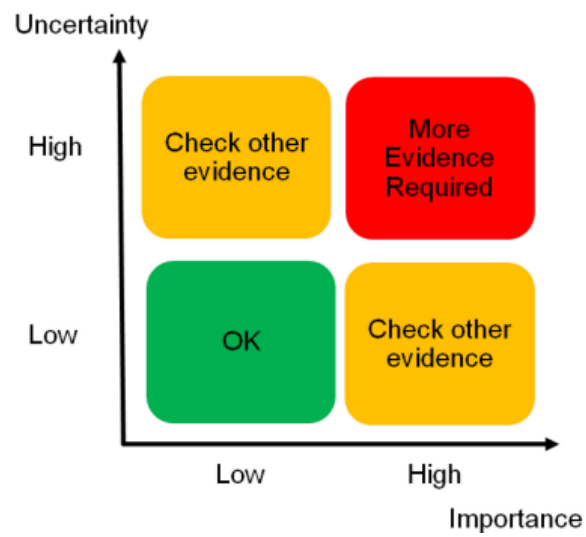 Uncertainty
High
Check other
evidence
More
Evidence
Required
Low
OK
Check other
evidence
Low
High
Importance